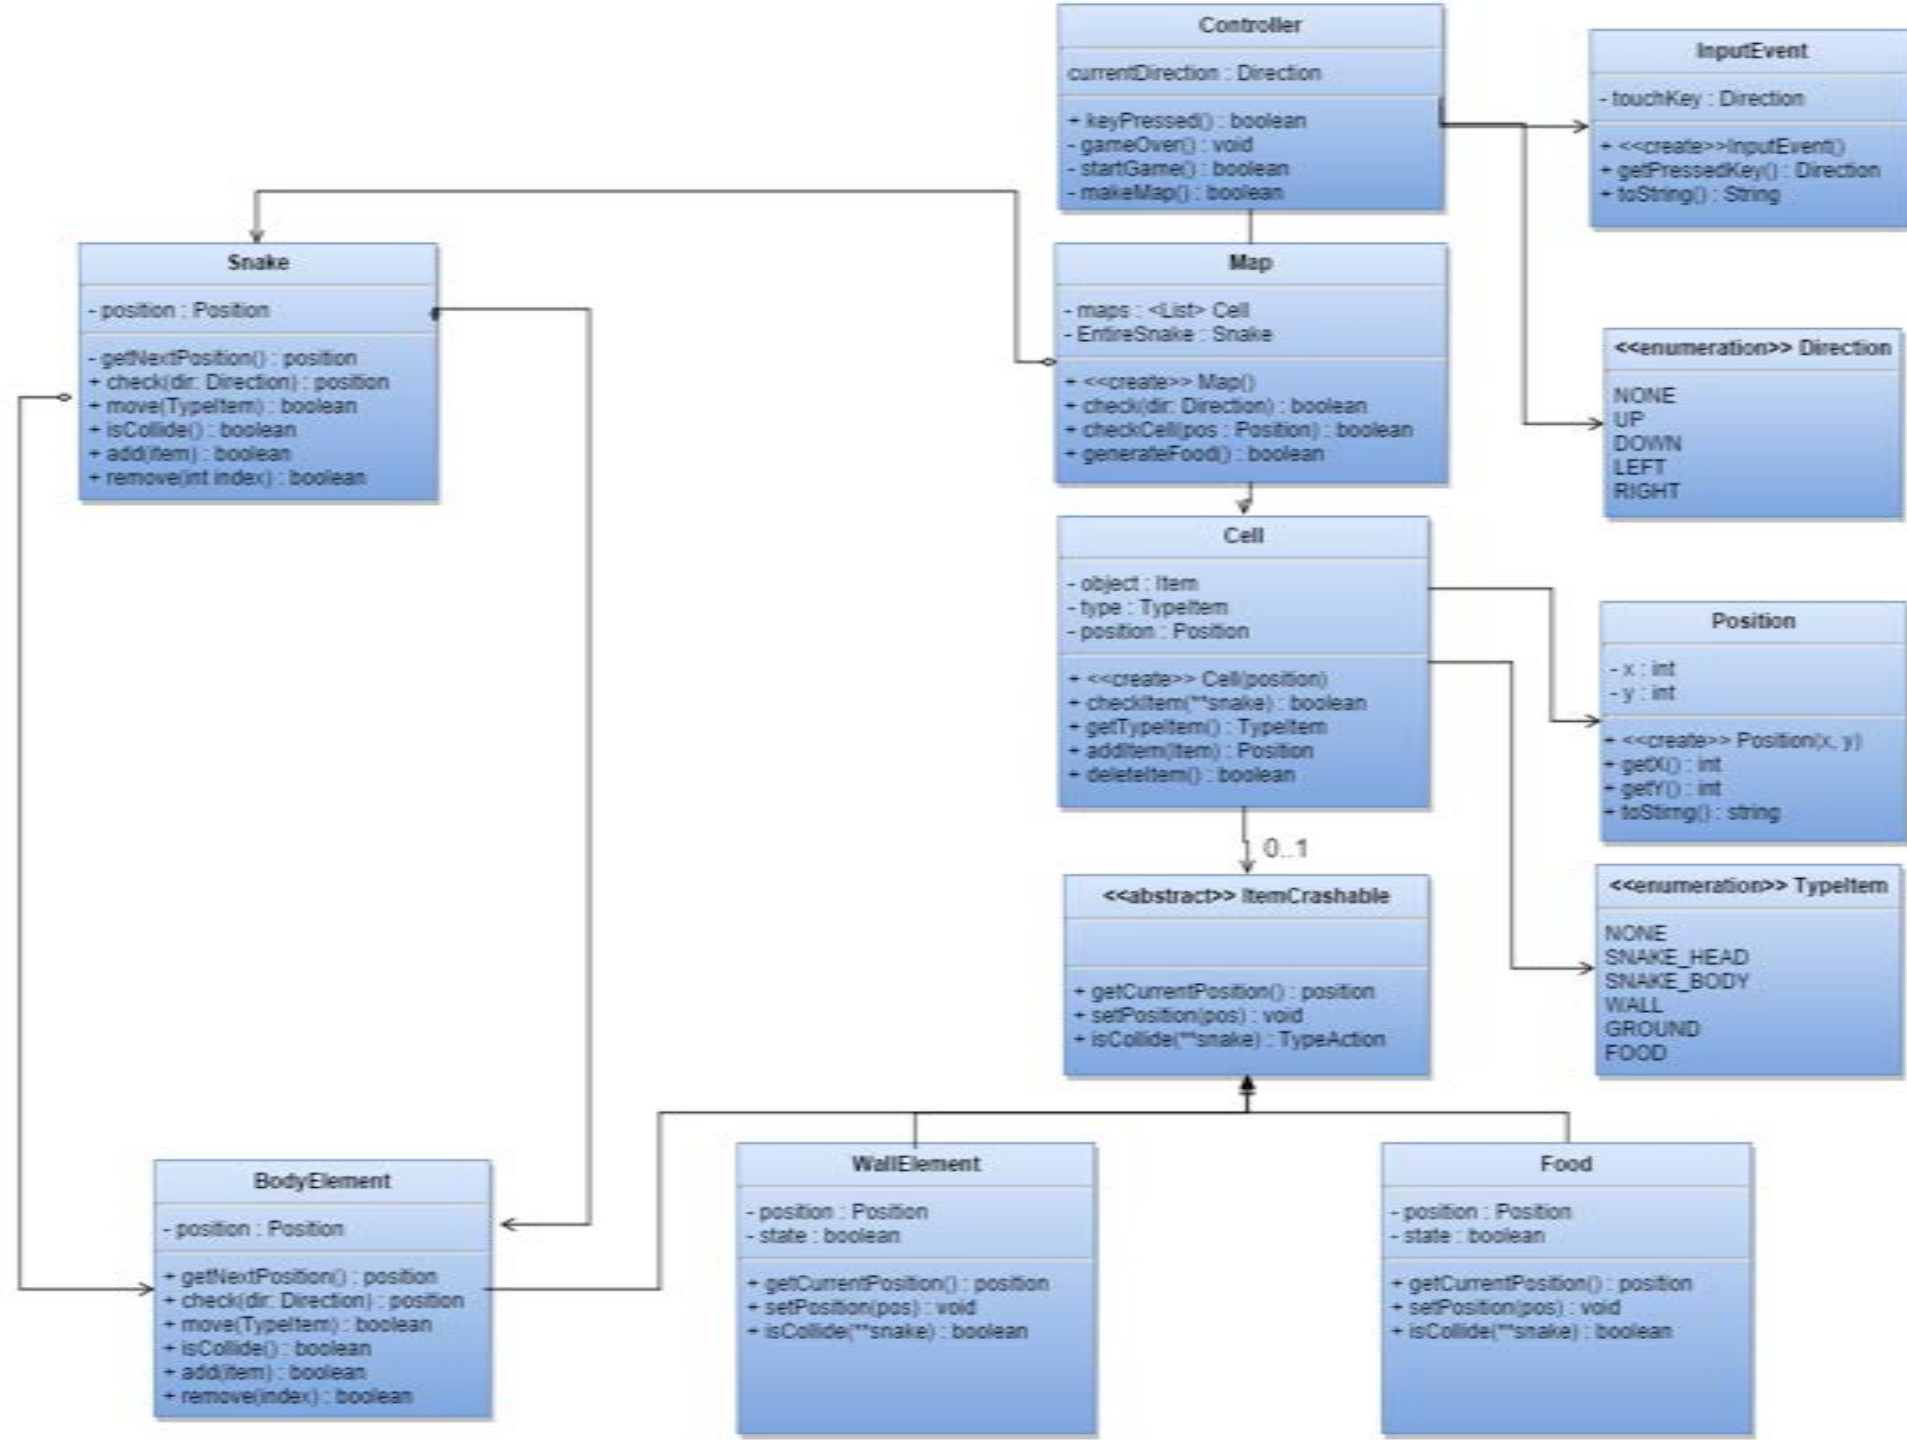 Controller
currentDirection : Direction
+ keyPressed() : boolean
- gameOver() : void
- startGame() : boolean
- makeMap() : boolean
InputEvent
- touchKey : Direction
+ <<create>>InputEvent()
+ getPressedKey() : Direction
+ toString() : String
Snake
- position : Position
- getNextPosition() : position
+ check(dir: Direction) : position
+ move(TypeItem) : boolean
+ isCollide() : boolean
+ add(item) : boolean
+ remove(int index) : boolean
Map
- maps : <List> Cell
- EntireSnake : Snake
+ <<create>> Map()
+ check(dir: Direction) : boolean
+ checkCell(pos : Position) : boolean
+ generateFood() : boolean
<<enumeration>> Direction
NONE
UP
DOWN
LEFT
RIGHT
Cell
- object : Item
- type : TypeItem
- position : Position
+ <<create>> Cell(position)
+ checkItem(**snake) : boolean
+ getTypeItem() : TypeItem
+ addItem(Item) : Position
+ deleteItem() : boolean
Position
- x : int
- y : int
+ <<create>> Position(x, y)
+ getX() : int
+ getY() : int
+ toStirng() : string
0..1
<<abstract>> ItemCrashable
+ getCurrentPosition() : position
+ setPosition(pos) : void
+ isCollide(**snake) : TypeAction
<<enumeration>> TypeItem
NONE
SNAKE_HEAD
SNAKE_BODY
WALL
GROUND
FOOD
BodyElement
- position : Position
+ getNextPosition() : position
+ check(dir: Direction) : position
+ move(TypeItem) : boolean
+ isCollide() : boolean
+ add(item) : boolean
+ remove(index) : boolean
WallElement
- position : Position
- state : boolean
+ getCurrentPosition() : position
+ setPosition(pos) : void
+ isCollide(**snake) : boolean
Food
- position : Position
- state : boolean
+ getCurrentPosition() : position
+ setPosition(pos) : void
+ isCollide(**snake) : boolean